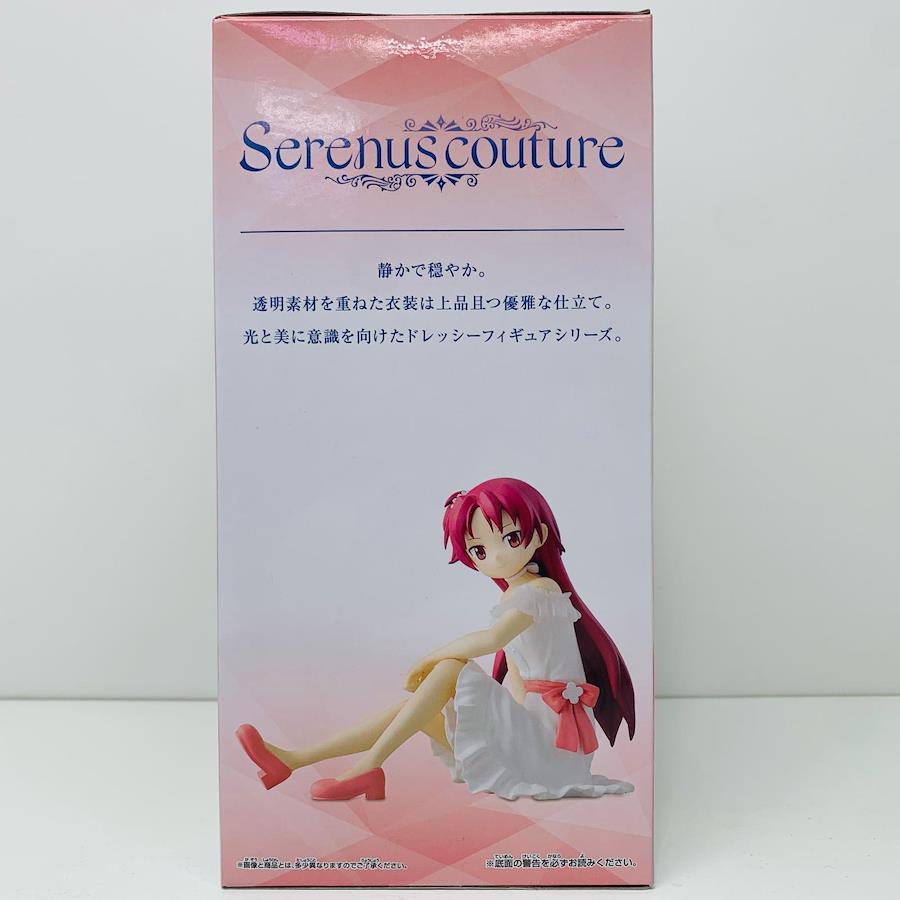 Serenus couture
静かで穏やか。
透明素材を重ねた衣装は上品且つ優雅な仕立て。
光と美に意識を向けたドレッシーフィギュアシリーズ。
※画像と商品とは、多少異なりますのでご了承ください。
※底面の警告を必ずお読みください。